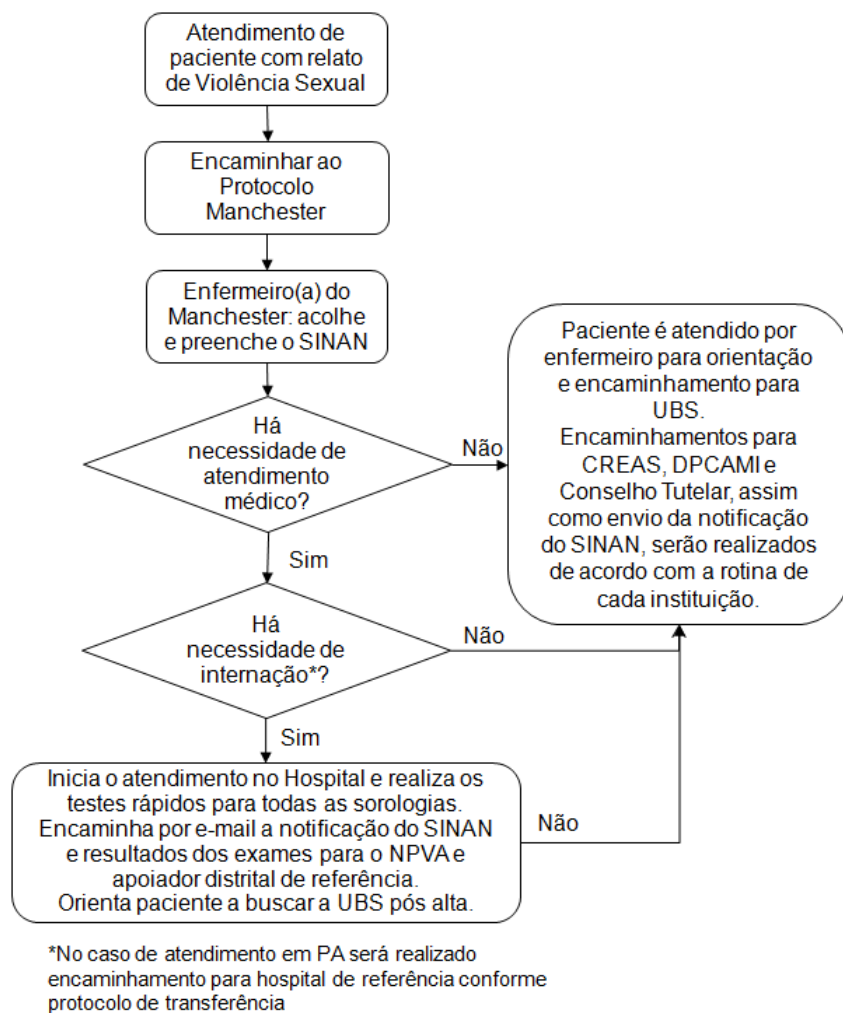 Atendimento de
paciente com relato
de Violência Sexual
Encaminhar ao
Protocolo
Manchester
Enfermeiro(a) do
Manchester: acolhe
e preenche o SINAN
Há
necessidade de
atendimento
médico?
Não
Paciente é atendido por
enfermeiro para orientação
e encaminhamento para
UBS.
Encaminhamentos para
CREAS, DPCAMI e
Conselho Tutelar, assim
como envio da notificação
do SINAN, serão realizados
de acordo com a rotina de
cada instituição.
Sim
Há
necessidade de
internação*?
Não
Sim
Inicia o atendimento no Hospital e realiza os
testes rápidos para todas as sorologias.
Encaminha por e-mail a notificação do SINAN
e resultados dos exames para o NPVA e
apoiador distrital de referência.
Orienta paciente a buscar a UBS pós alta.
Não
*No caso de atendimento em PA será realizado
encaminhamento para hospital de referência conforme
protocolo de transferência